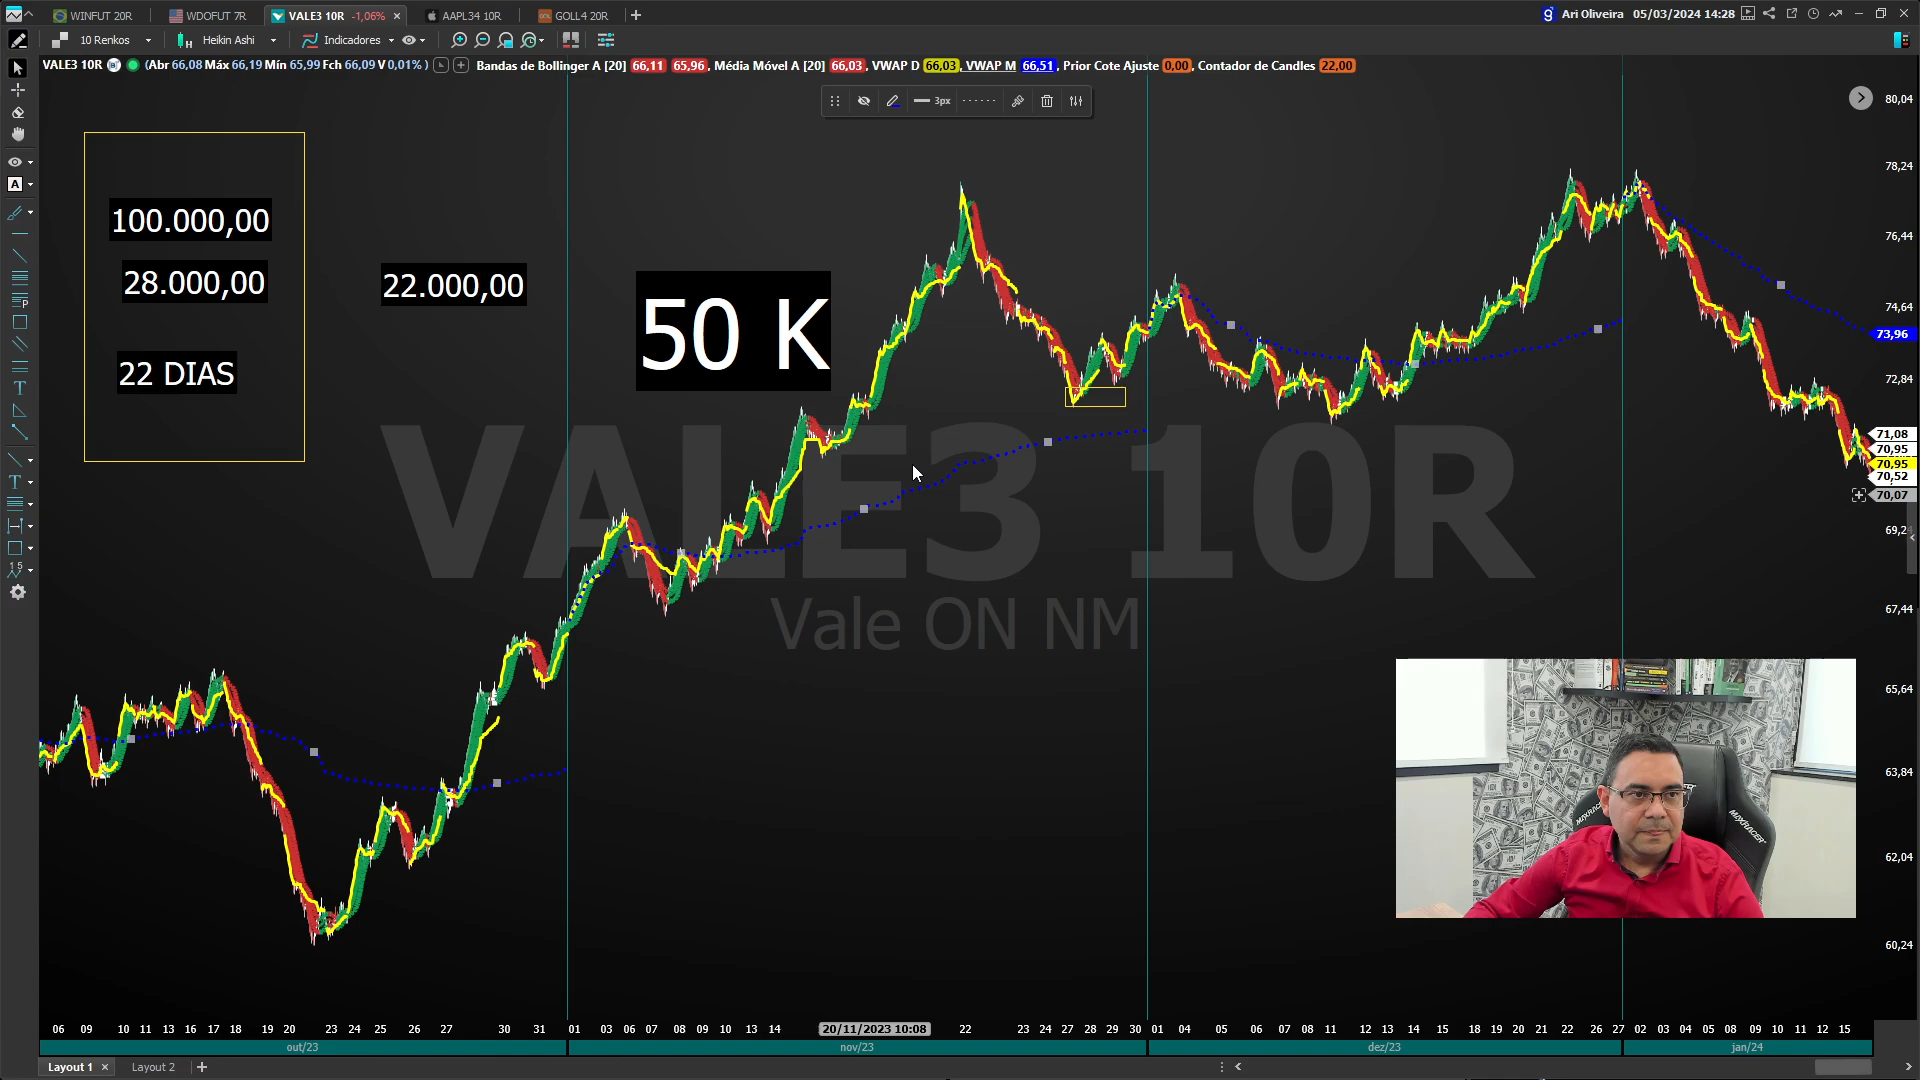 WINFUT 20R WDOFUT 7R VALE3 10R -1,06% × AAPL34 10R GOLL4 20R +
Ari Oliveira 05/03/2024 14:28
10 Renkos Heikin Ashi Indicadores
VALE3 10R (Abr 66,08 Máx 66,19 Mín 65,99 Fch 66,09 V 0,01% ) Bandas de Bollinger A [20] 66,11 65,96, Média Móvel A [20] 66,03, VWAP D 66,03, VWAP M 66,51, Prior Cote Ajuste 0,00, Contador de Candles 22,00
3px
80,04
78,24
76,44
74,64
73,96
72,84
71,08
70,95
70,95
70,52
70,07
69,2
67,44
65,64
63,84
62,04
60,24
100.000,00
28.000,00
22 DIAS
22.000,00
50 K
VALE3 10R
Vale ON NM
MAXRACER
MAXRACER
06 09 10 11 13 16 17 18 19 20 23 24 25 26 27 30 31 01 03 06 07 08 09 10 13 14 20/11/2023 10:08 22 23 24 27 28 29 30 01 04 05 06 07 08 11 12 13 14 15 18 19 20 21 22 26 27 02 03 04 05 08 09 10 11 12 15
out/23 nov/23 dez/23 jan/24
Layout 1 × Layout 2 +